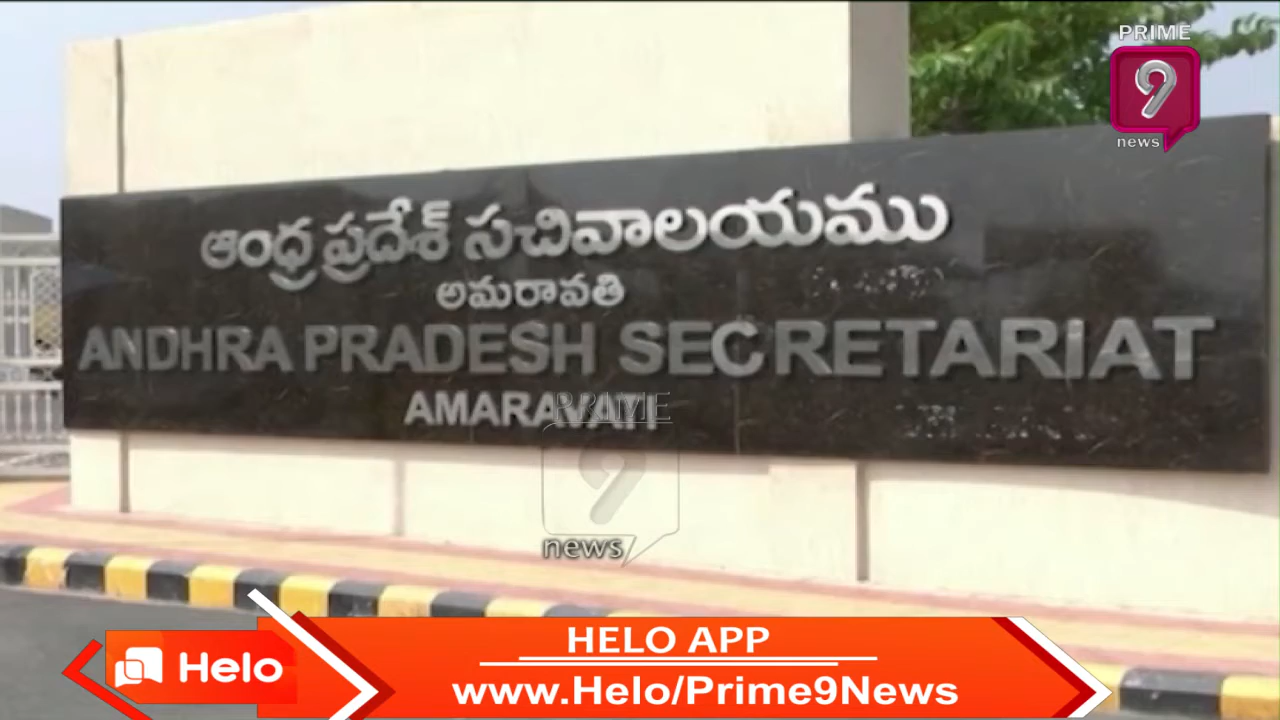 PRIME
9
news
ఆంధ్ర ప్రదేశ్ సచివాలయము
అమరావతి
ANDHRA PRADESH SECRETARIAT
AMARAVATI
PRIME
9
news
HELO APP
Helo
www.Helo/Prime9News